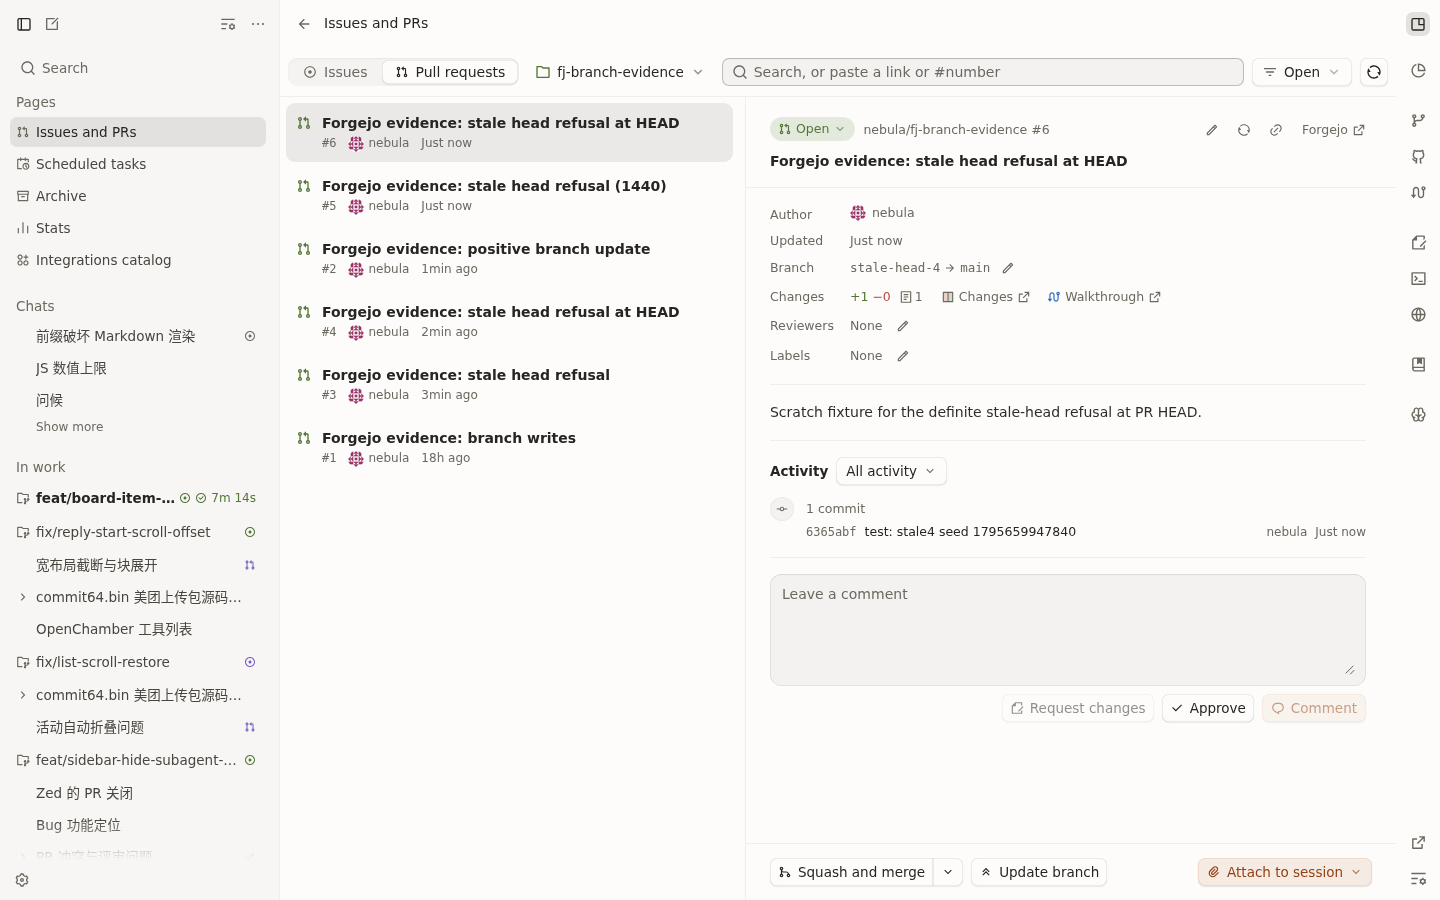 Issues and PRs
Search
Pages
Issues and PRs
Scheduled tasks
Archive
Stats
Integrations catalog
Chats
前缀破坏 Markdown 渲染
JS 数值上限
问候
Show more
In work
feat/board-item-... 7m 14s
fix/reply-start-scroll-offset
宽布局截断与块展开
commit64.bin 美团上传包源码...
OpenChamber 工具列表
fix/list-scroll-restore
commit64.bin 美团上传包源码...
活动自动折叠问题
feat/sidebar-hide-subagent-...
Zed 的 PR 关闭
Bug 功能定位
PR 冲突与评审问题
Issues
Pull requests
fj-branch-evidence
Search, or paste a link or #number
Open
Forgejo evidence: stale head refusal at HEAD
#6 nebula Just now
Forgejo evidence: stale head refusal (1440)
#5 nebula Just now
Forgejo evidence: positive branch update
#2 nebula 1min ago
Forgejo evidence: stale head refusal at HEAD
#4 nebula 2min ago
Forgejo evidence: stale head refusal
#3 nebula 3min ago
Forgejo evidence: branch writes
#1 nebula 18h ago
Open nebula/fj-branch-evidence #6 Forgejo
Forgejo evidence: stale head refusal at HEAD
Author nebula
Updated Just now
Branch stale-head-4 → main
Changes +1 −0 1 Changes Walkthrough
Reviewers None
Labels None
Scratch fixture for the definite stale-head refusal at PR HEAD.
Activity All activity
1 commit
6365abf test: stale4 seed 1795659947840 nebula Just now
Leave a comment
Request changes Approve Comment
Squash and merge Update branch Attach to session